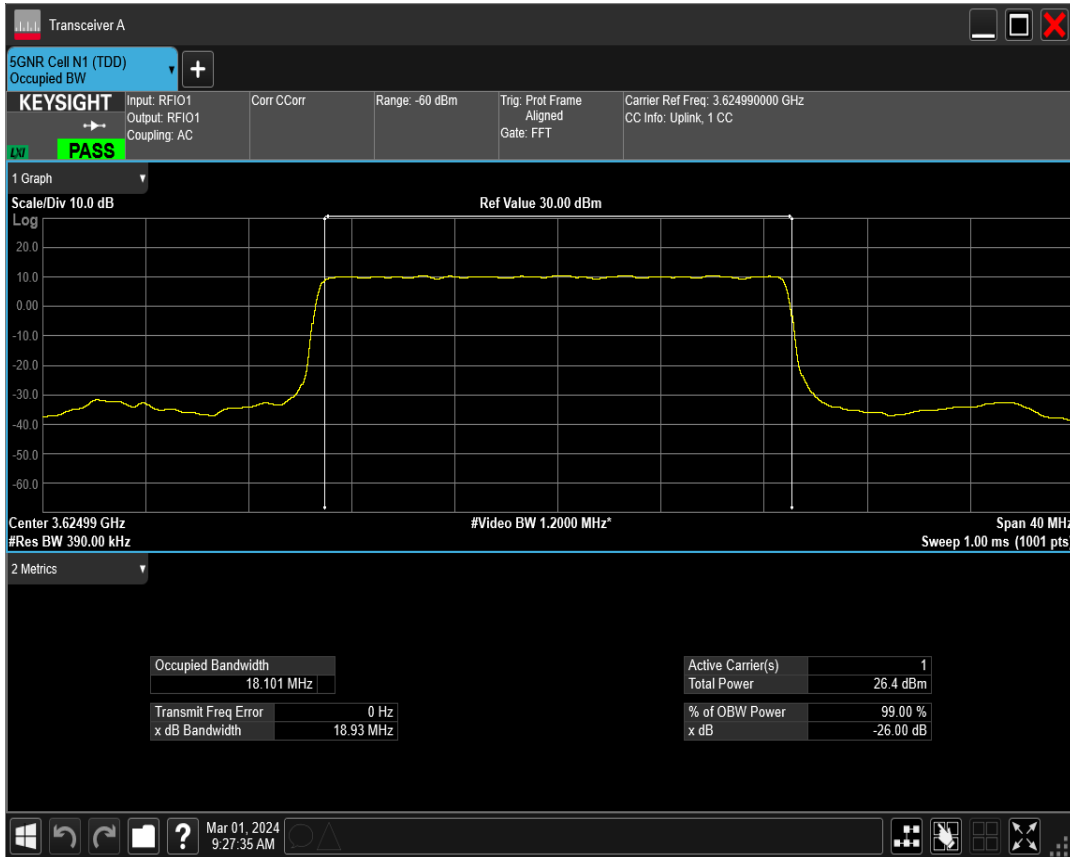 Transceiver A
5GNR Cell N1 (TDD)
Occupied BW
+
KEYSIGHT
LXI
PASS
Input: RFIO1
Output: RFIO1
Coupling: AC
Corr CCorr
Range: -60 dBm
Trig: Prot Frame
Aligned
Gate: FFT
Carrier Ref Freq: 3.624990000 GHz
CC Info: Uplink, 1 CC
1 Graph
Scale/Div 10.0 dB
Ref Value 30.00 dBm
Log
20.0
10.0
0.00
-10.0
-20.0
-30.0
-40.0
-50.0
-60.0
Center 3.62499 GHz
#Video BW 1.2000 MHz*
Span 40 MHz
#Res BW 390.00 kHz
Sweep 1.00 ms (1001 pts)
2 Metrics
Occupied Bandwidth
18.101 MHz
Transmit Freq Error 0 Hz
x dB Bandwidth 18.93 MHz
Active Carrier(s) 1
Total Power 26.4 dBm
% of OBW Power 99.00 %
x dB -26.00 dB
?
Mar 01, 2024
9:27:35 AM